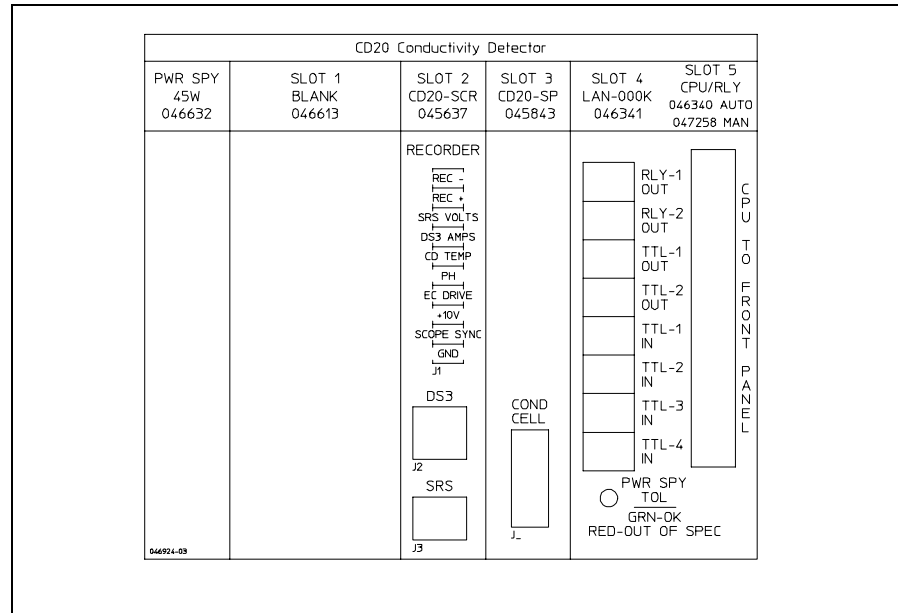 CD20 Conductivity Detector
PWR SPY
45W
046632
SLOT 1
BLANK
046613
SLOT 2
CD20-SCR
045637
SLOT 3
CD20-SP
045843
SLOT 4
LAN-000K
046341
SLOT 5
CPU/RLY
046340 AUTO
047258 MAN
RECORDER
REC -
REC +
SRS VOLTS
DS3 AMPS
CD TEMP
PH
EC DRIVE
+10V
SCOPE SYNC
GND
J1
DS3
J2
SRS
J3
COND
CELL
J_
RLY-1
OUT
RLY-2
OUT
TTL-1
OUT
TTL-2
OUT
TTL-1
IN
TTL-2
IN
TTL-3
IN
TTL-4
IN
CPU TO FRONT PANEL
PWR SPY
TOL
GRN-OK
RED-OUT OF SPEC
046924-03